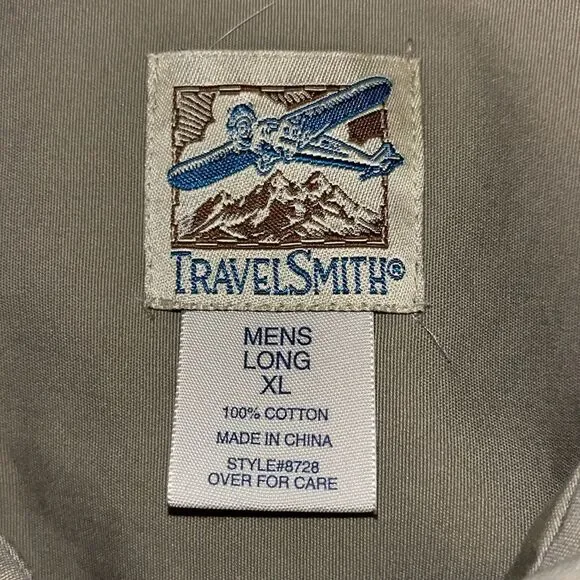 TRAVELSMITH®
MENS
LONG
XL
100% COTTON
MADE IN CHINA
STYLE#8728
OVER FOR CARE